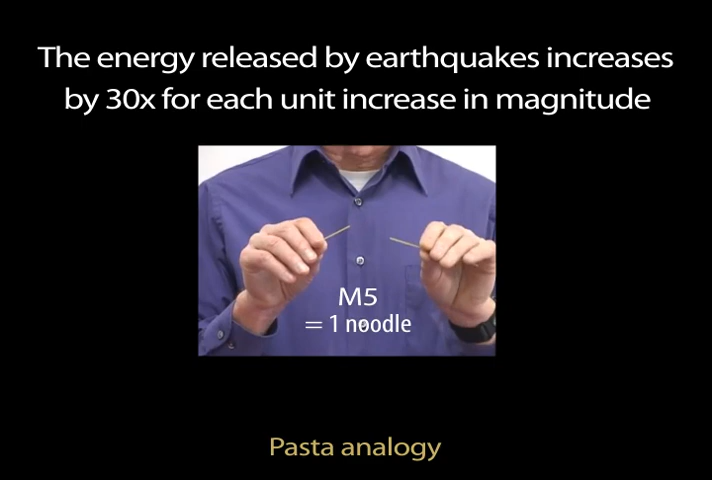 The energy released by earthquakes increases
by 30x for each unit increase in magnitude
M5
= 1 noodle
Pasta analogy